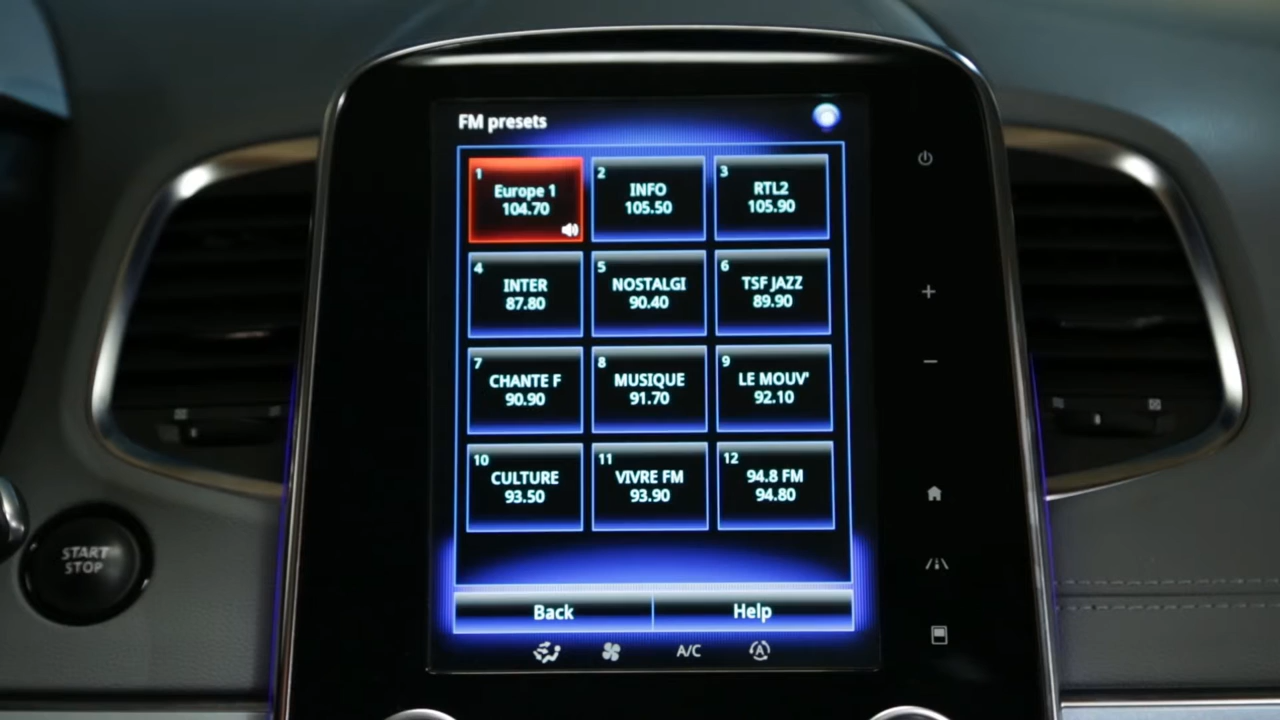 FM presets
1
Europe 1
104.70
2
INFO
105.50
3
RTL2
105.90
4
INTER
87.80
5
NOSTALGI
90.40
6
TSF JAZZ
89.90
7
CHANTE F
90.90
8
MUSIQUE
91.70
9
LE MOUV'
92.10
10
CULTURE
93.50
11
VIVRE FM
93.90
12
94.8 FM
94.80
Back
Help
A/C
A
START
STOP